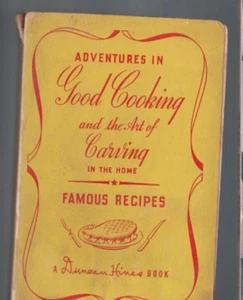 ADVENTURES IN
Good Cooking
and the Art of
Carving
IN THE HOME
FAMOUS RECIPES
A Duncan Hines BOOK